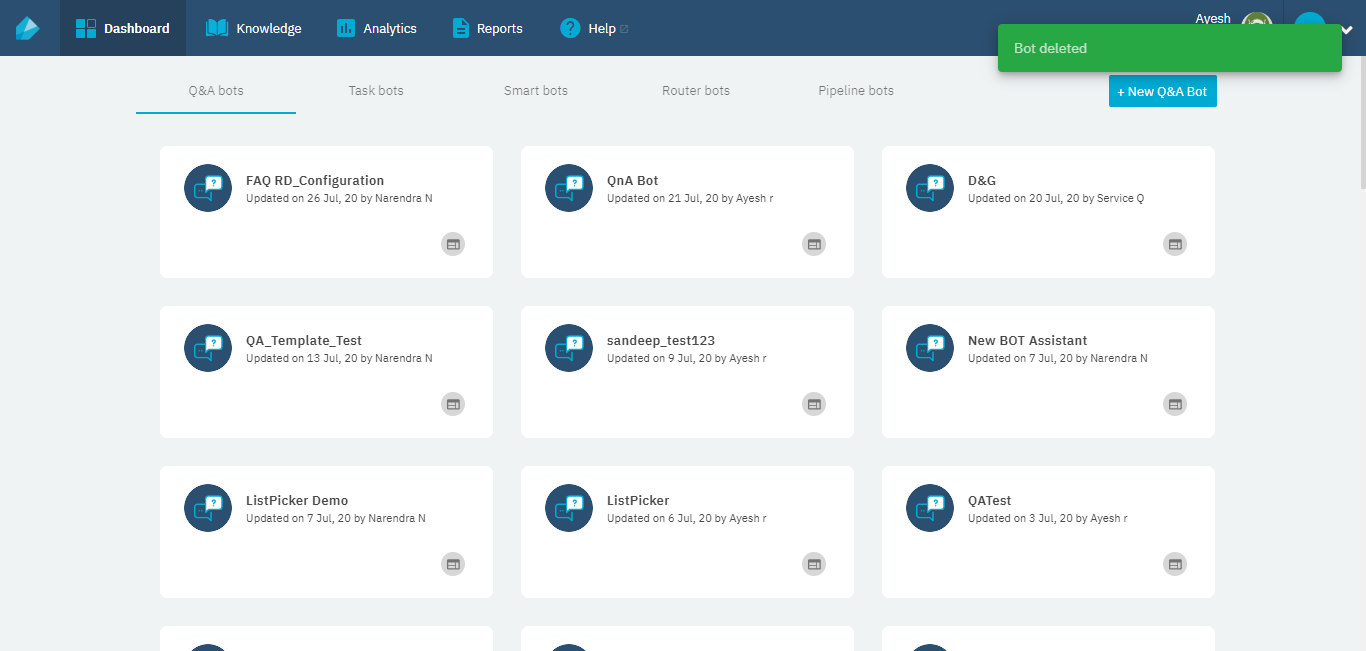 Dashboard
Knowledge
Analytics
Reports
Help
Ayesh
Bot deleted
Q&A bots
Task bots
Smart bots
Router bots
Pipeline bots
+ New Q&A Bot
FAQ RD_Configuration
Updated on 26 Jul, 20 by Narendra N
QnA Bot
Updated on 21 Jul, 20 by Ayesh r
D&G
Updated on 20 Jul, 20 by Service Q
QA_Template_Test
Updated on 13 Jul, 20 by Narendra N
sandeep_test123
Updated on 9 Jul, 20 by Ayesh r
New BOT Assistant
Updated on 7 Jul, 20 by Narendra N
ListPicker Demo
Updated on 7 Jul, 20 by Narendra N
ListPicker
Updated on 6 Jul, 20 by Ayesh r
QATest
Updated on 3 Jul, 20 by Ayesh r